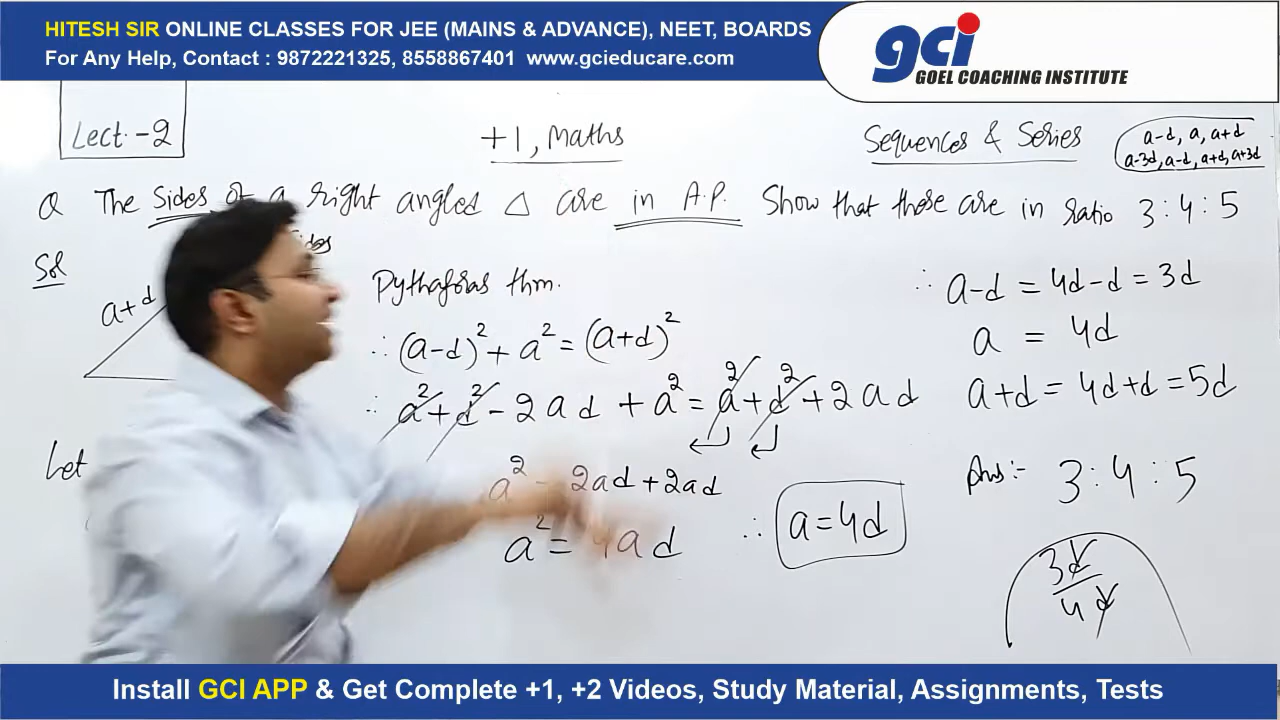 HITESH SIR ONLINE CLASSES FOR JEE (MAINS & ADVANCE), NEET, BOARDS
For Any Help, Contact : 9872221325, 8558867401 www.gcieducare.com
gci
GOEL COACHING INSTITUTE
Lect. -2
+1, Maths
Sequences & Series
a-d, a, a+d
a-3d, a-d, a+d, a+3d
Q The Sides of a right angled △ are in A.P. Show that those are in ratio 3:4:5
Sol
a+d
Pythagoras thm.
∴ (a-d)² + a² = (a+d)²
∴ a² + d² - 2ad + a² = a² + d² + 2ad
Let
a² = 2ad + 2ad
a² = 4ad
∴ a = 4d
∴ a-d = 4d-d = 3d
a = 4d
a+d = 4d+d = 5d
Ans:- 3:4:5
3d
4d
Install GCI APP & Get Complete +1, +2 Videos, Study Material, Assignments, Tests